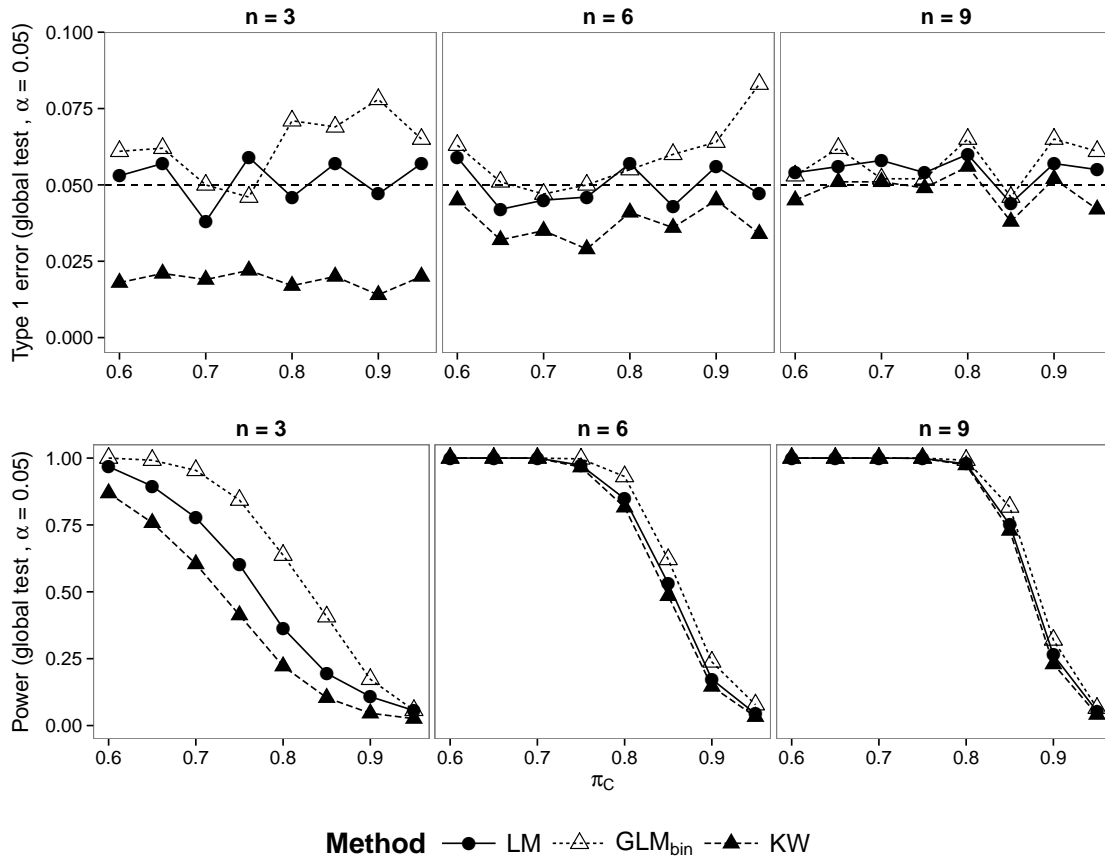 n = 3
n = 6
n = 9
Type 1 error (global test , α = 0.05)
0.100
0.075
0.050
0.025
0.000
0.6 0.7 0.8 0.9
0.6 0.7 0.8 0.9
0.6 0.7 0.8 0.9
n = 3
n = 6
n = 9
Power (global test , α = 0.05)
1.00
0.75
0.50
0.25
0.00
0.6 0.7 0.8 0.9
0.6 0.7 0.8 0.9
0.6 0.7 0.8 0.9
πC
Method LM GLMbin KW